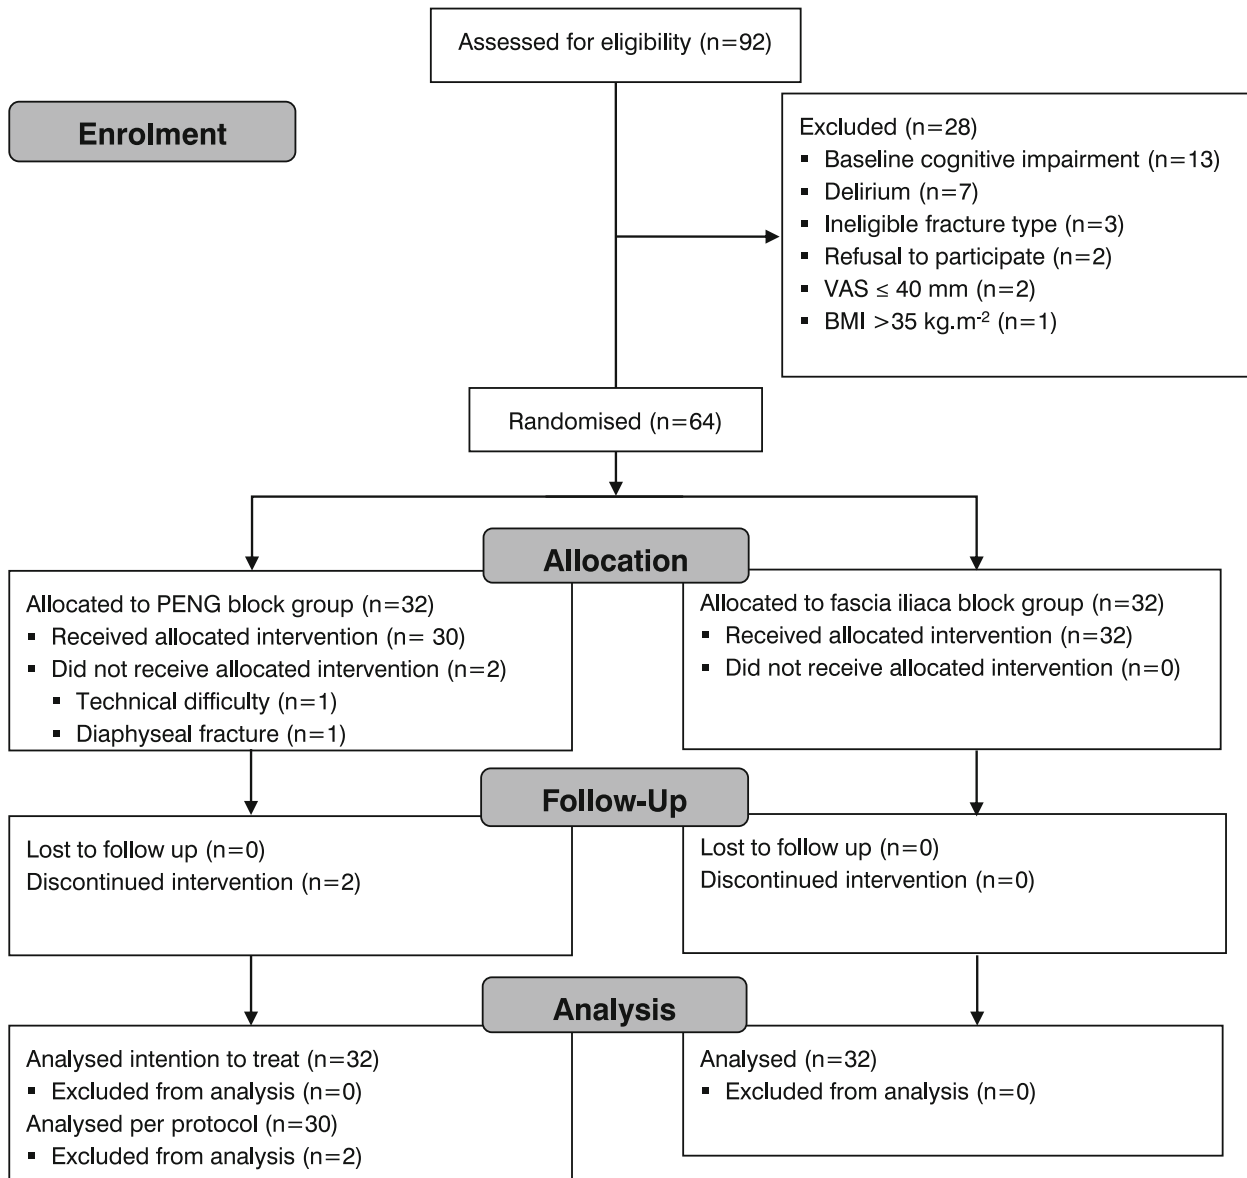 Assessed for eligibility (n=92)
Enrolment
Excluded (n=28)
▪ Baseline cognitive impairment (n=13)
▪ Delirium (n=7)
▪ Ineligible fracture type (n=3)
▪ Refusal to participate (n=2)
▪ VAS ≤ 40 mm (n=2)
▪ BMI >35 kg.m⁻² (n=1)
Randomised (n=64)
Allocation
Allocated to PENG block group (n=32)
▪ Received allocated intervention (n= 30)
▪ Did not receive allocated intervention (n=2)
▪ Technical difficulty (n=1)
▪ Diaphyseal fracture (n=1)
Allocated to fascia iliaca block group (n=32)
▪ Received allocated intervention (n=32)
▪ Did not receive allocated intervention (n=0)
Follow-Up
Lost to follow up (n=0)
Discontinued intervention (n=2)
Lost to follow up (n=0)
Discontinued intervention (n=0)
Analysis
Analysed intention to treat (n=32)
▪ Excluded from analysis (n=0)
Analysed per protocol (n=30)
▪ Excluded from analysis (n=2)
Analysed (n=32)
▪ Excluded from analysis (n=0)